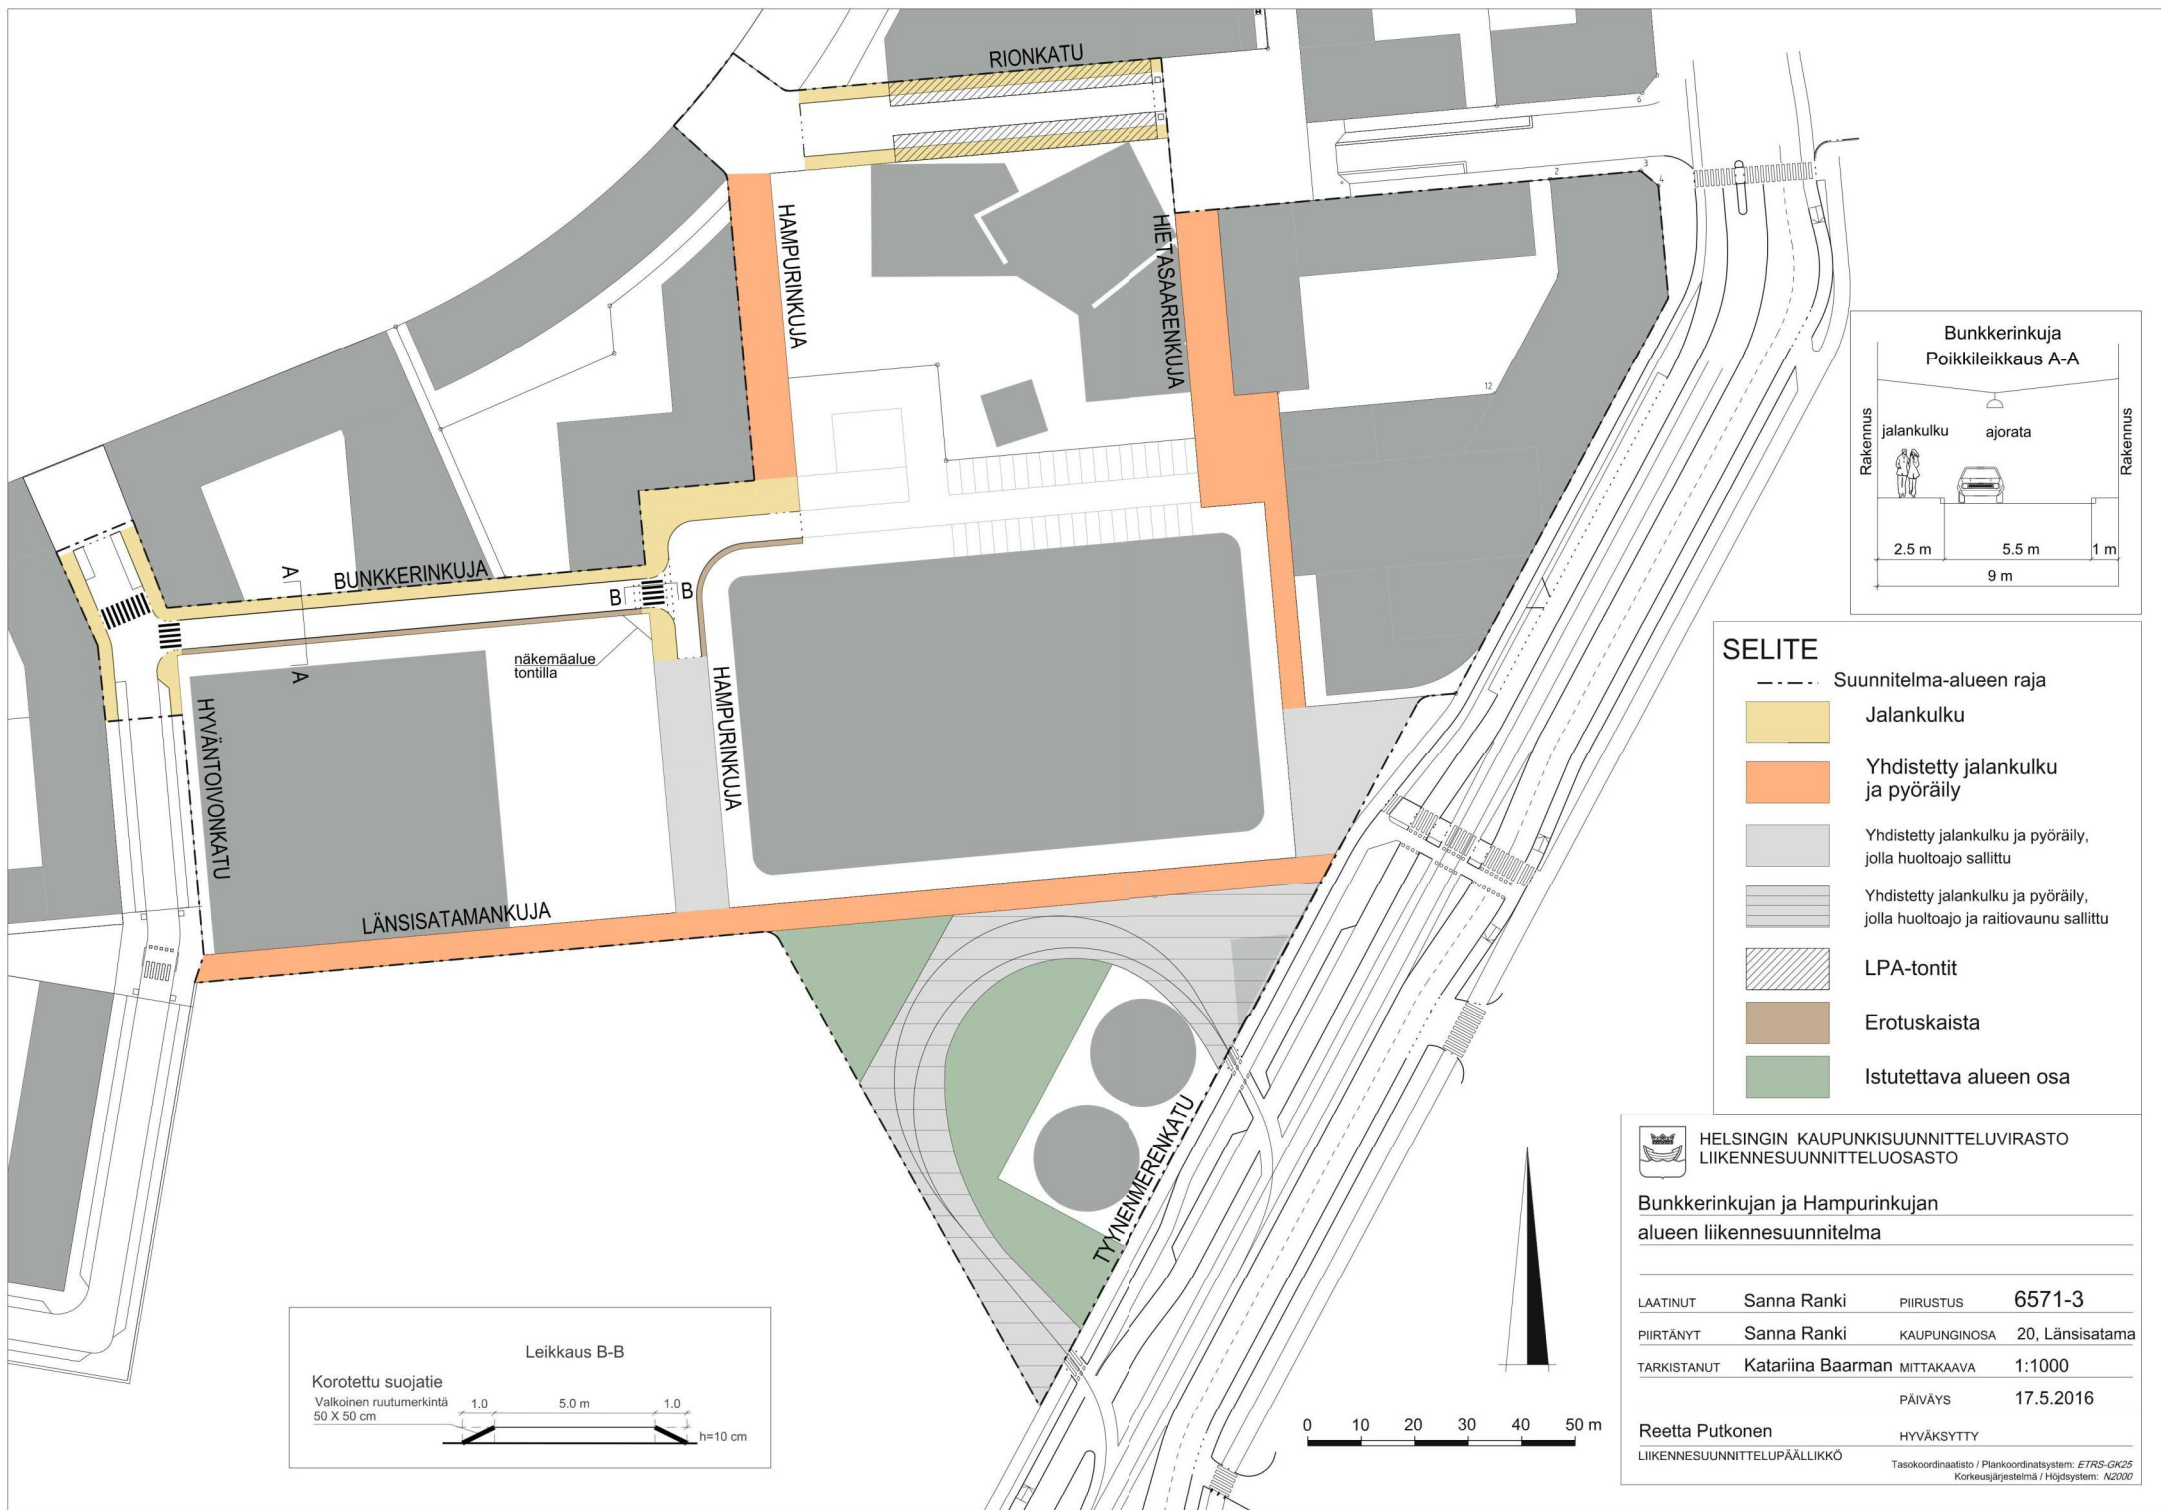 RIONKATU
6
3
2
4
HAMPURINKUJA
HIETASAARENKUJA
12
BUNKKERINKUJA
A
A
B
B
näkemäalue
tontilla
HAMPURINKUJA
HYVÄNTOIVONKATU
LÄNSISATAMANKUJA
TYYNENMERENKATU
Bunkkerinkuja
Poikkileikkaus A-A
Rakennus
jalankulku
ajorata
Rakennus
2.5 m
5.5 m
1 m
9 m
SELITE
Suunnitelma-alueen raja
Jalankulku
Yhdistetty jalankulku
ja pyöräily
Yhdistetty jalankulku ja pyöräily,
jolla huoltoajo sallittu
Yhdistetty jalankulku ja pyöräily,
jolla huoltoajo ja raitiovaunu sallittu
LPA-tontit
Erotuskaista
Istutettava alueen osa
HELSINGIN KAUPUNKISUUNNITTELUVIRASTO
LIIKENNESUUNNITTELUOSASTO
Bunkkerinkujan ja Hampurinkujan
alueen liikennesuunnitelma
LAATINUT Sanna Ranki PIIRUSTUS 6571-3
PIIRTÄNYT Sanna Ranki KAUPUNGINOSA 20, Länsisatama
TARKISTANUT Katariina Baarman MITTAKAAVA 1:1000
PÄIVÄYS 17.5.2016
Reetta Putkonen HYVÄKSYTTY
LIIKENNESUUNNITTELUPÄÄLLIKKÖ
Tasokoordinaatisto / Plankoordinatsystem: ETRS-GK25
Korkeusjärjestelmä / Höjdsystem: N2000
Leikkaus B-B
Korotettu suojatie
Valkoinen ruutumerkintä
50 X 50 cm
1.0
5.0 m
1.0
h=10 cm
0 10 20 30 40 50 m